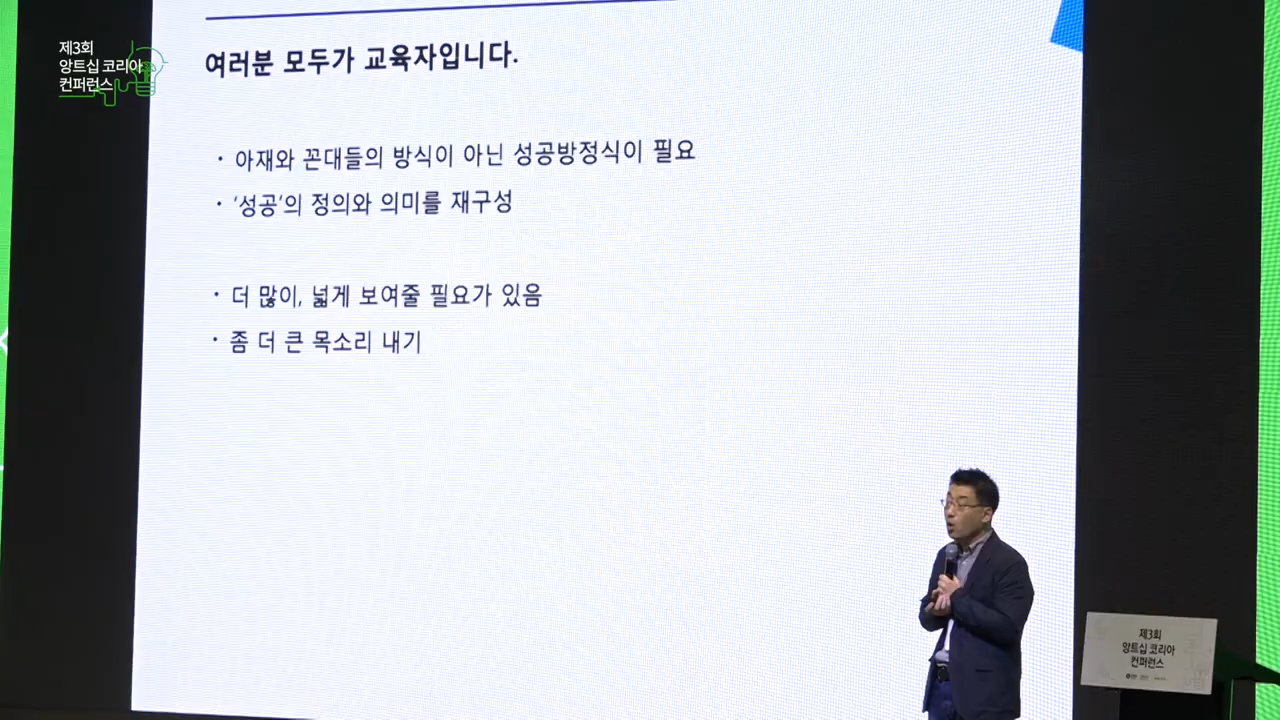 제3회
앙트십 코리아
컨퍼런스
여러분 모두가 교육자입니다.
· 아재와 꼰대들의 방식이 아닌 성공방정식이 필요
· '성공'의 정의와 의미를 재구성
· 더 많이, 넓게 보여줄 필요가 있음
· 좀 더 큰 목소리 내기
제3회
앙트십 코리아
컨퍼런스